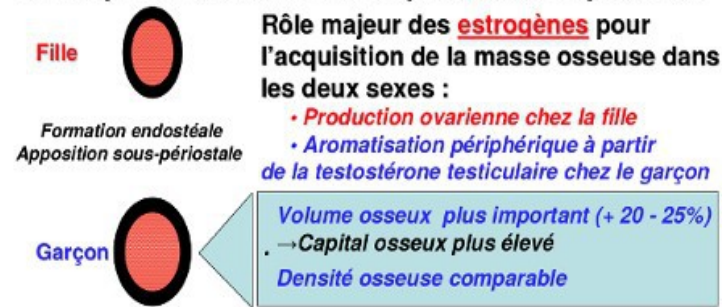 Fille
Formation endostéale
Apposition sous-périostale
Garçon
Rôle majeur des estrogènes pour
l'acquisition de la masse osseuse dans
les deux sexes :
• Production ovarienne chez la fille
• Aromatisation périphérique à partir
de la testostérone testiculaire chez le garçon
Volume osseux plus important (+ 20 - 25%)
. →Capital osseux plus élevé
Densité osseuse comparable